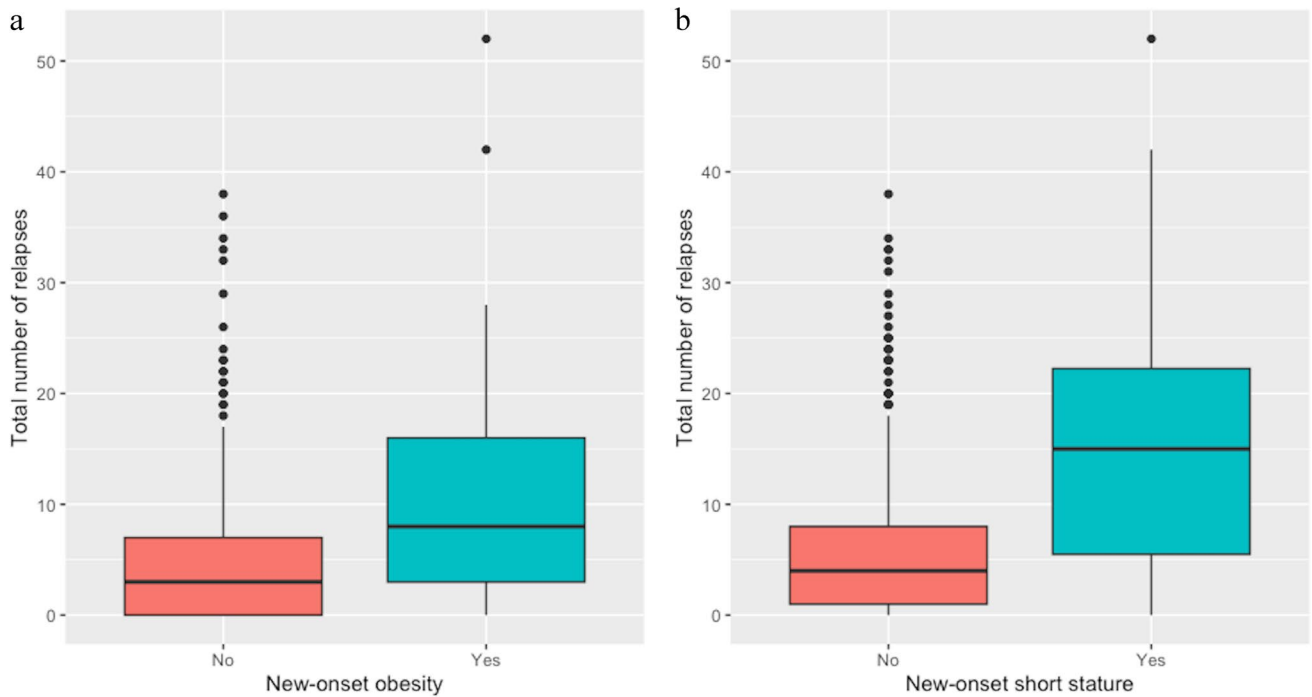 a
50
40
30
20
10
0
Total number of relapses
No
Yes
New-onset obesity
b
50
40
30
20
10
0
Total number of relapses
No
Yes
New-onset short stature